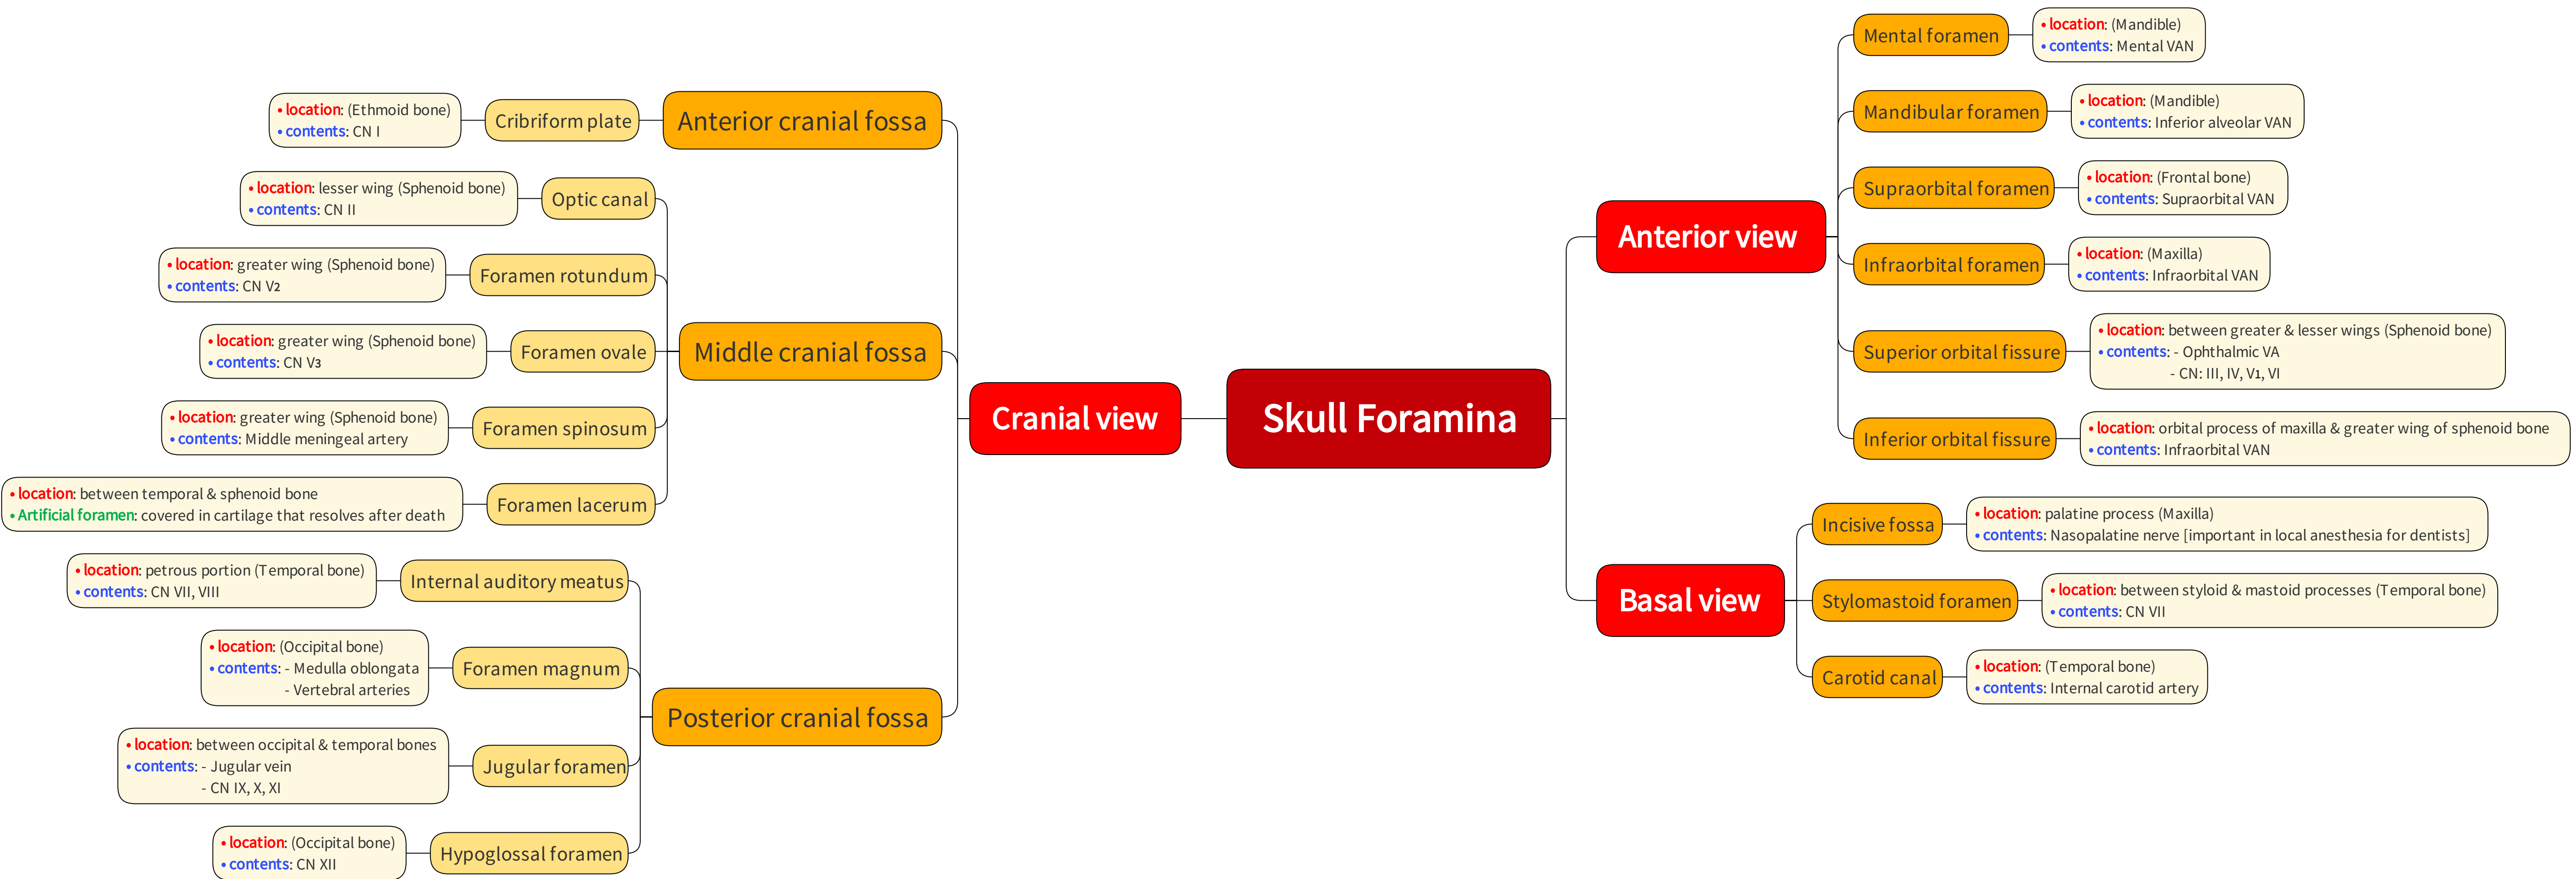 Skull Foramina
Cranial view
Anterior cranial fossa
Cribriform plate
• location: (Ethmoid bone)
• contents: CN I
Middle cranial fossa
Optic canal
• location: lesser wing (Sphenoid bone)
• contents: CN II
Foramen rotundum
• location: greater wing (Sphenoid bone)
• contents: CN V2
Foramen ovale
• location: greater wing (Sphenoid bone)
• contents: CN V3
Foramen spinosum
• location: greater wing (Sphenoid bone)
• contents: Middle meningeal artery
Foramen lacerum
• location: between temporal & sphenoid bone
• Artificial foramen: covered in cartilage that resolves after death
Posterior cranial fossa
Internal auditory meatus
• location: petrous portion (Temporal bone)
• contents: CN VII, VIII
Foramen magnum
• location: (Occipital bone)
• contents: - Medulla oblongata
- Vertebral arteries
Jugular foramen
• location: between occipital & temporal bones
• contents: - Jugular vein
- CN IX, X, XI
Hypoglossal foramen
• location: (Occipital bone)
• contents: CN XII
Anterior view
Mental foramen
• location: (Mandible)
• contents: Mental VAN
Mandibular foramen
• location: (Mandible)
• contents: Inferior alveolar VAN
Supraorbital foramen
• location: (Frontal bone)
• contents: Supraorbital VAN
Infraorbital foramen
• location: (Maxilla)
• contents: Infraorbital VAN
Superior orbital fissure
• location: between greater & lesser wings (Sphenoid bone)
• contents: - Ophthalmic VA
- CN: III, IV, V1, VI
Inferior orbital fissure
• location: orbital process of maxilla & greater wing of sphenoid bone
• contents: Infraorbital VAN
Basal view
Incisive fossa
• location: palatine process (Maxilla)
• contents: Nasopalatine nerve [important in local anesthesia for dentists]
Stylomastoid foramen
• location: between styloid & mastoid processes (Temporal bone)
• contents: CN VII
Carotid canal
• location: (Temporal bone)
• contents: Internal carotid artery